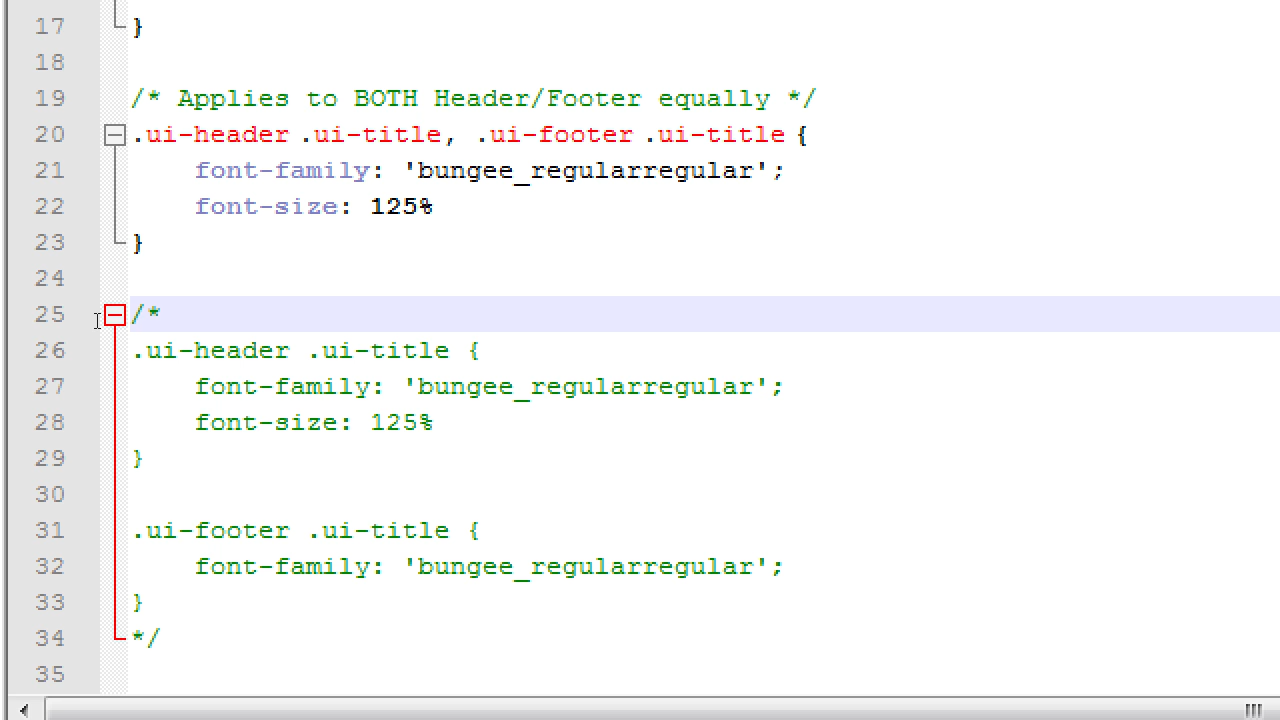 17 }
18
19 /* Applies to BOTH Header/Footer equally */
20 .ui-header .ui-title, .ui-footer .ui-title {
21     font-family: 'bungee_regularregular';
22     font-size: 125%
23 }
24
25 /*
26 .ui-header .ui-title {
27     font-family: 'bungee_regularregular';
28     font-size: 125%
29 }
30
31 .ui-footer .ui-title {
32     font-family: 'bungee_regularregular';
33 }
34 */
35